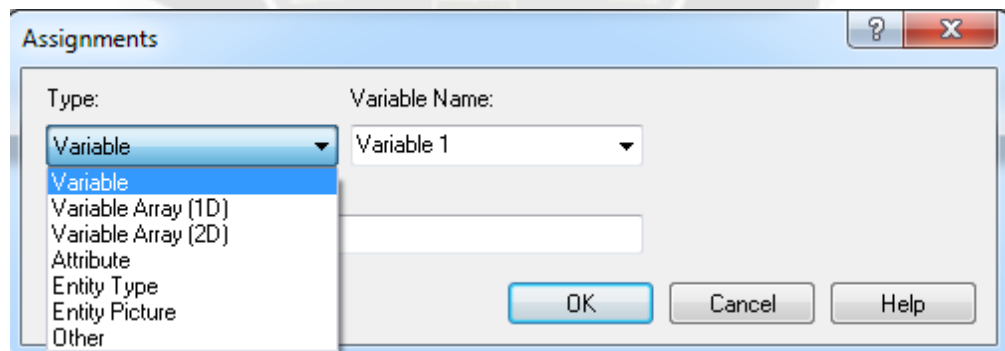 Assignments
Type: Variable Name:
Variable Variable 1
Variable
Variable Array (1D)
Variable Array (2D)
Attribute
Entity Type
Entity Picture
Other
OK Cancel Help